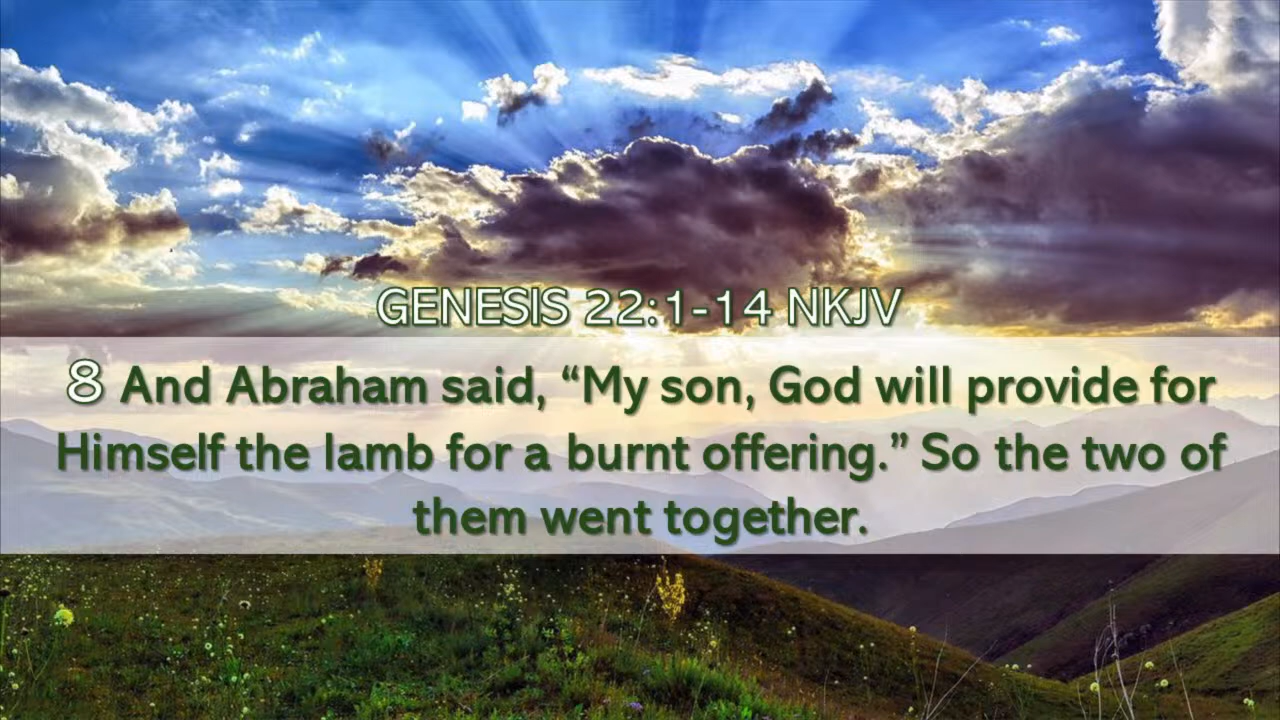 GENESIS 22:1-14 NKJV
8 And Abraham said, “My son, God will provide for
Himself the lamb for a burnt offering.” So the two of
them went together.